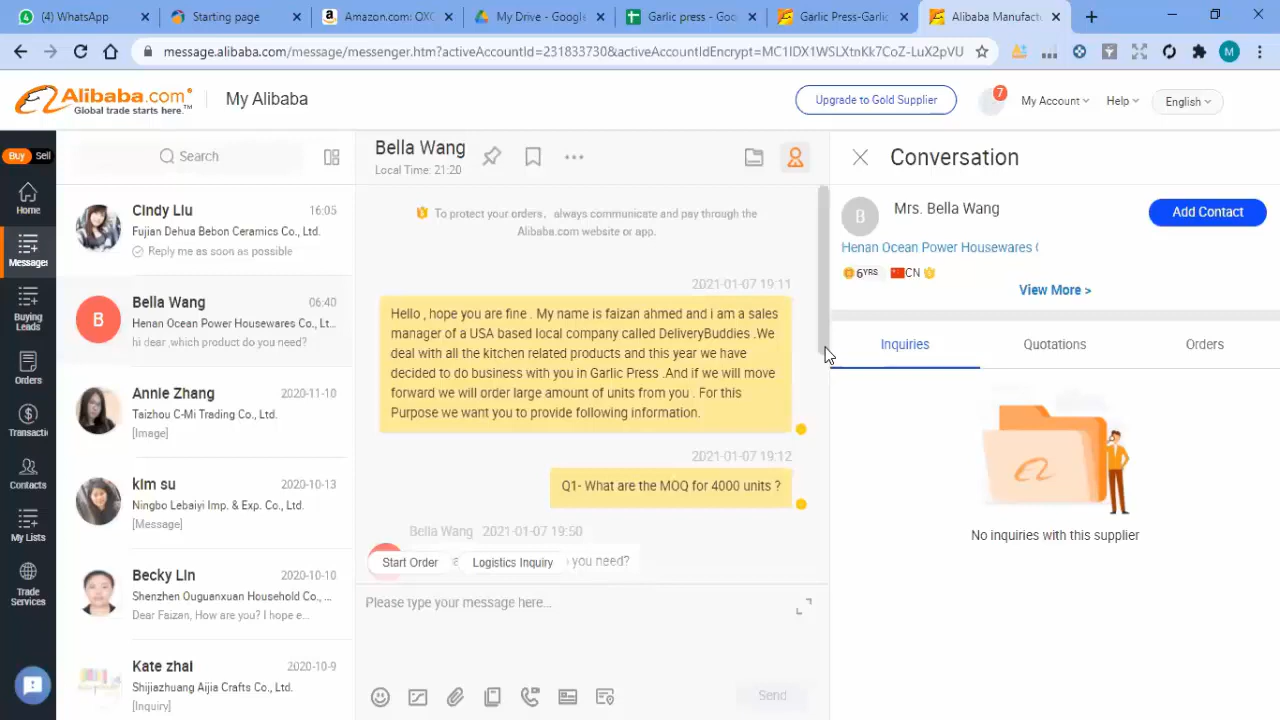 (4) WhatsApp
Starting page
Amazon.com: OXO
My Drive - Google
Garlic press - Goo
Garlic Press-Garlic
Alibaba Manufact
message.alibaba.com/message/messenger.htm?activeAccountId=231833730&activeAccountIdEncrypt=MC1IDX1WSLXtnKk7CoZ-LuX2pVU
M
Alibaba.com
Global trade starts here.™
My Alibaba
Upgrade to Gold Supplier
7
My Account
Help
English
Buy
Sell
Home
Messages
Buying
Leads
Orders
Transacti
Contacts
My Lists
Trade
Services
Search
Cindy Liu
16:05
Fujian Dehua Bebon Ceramics Co., Ltd.
Reply me as soon as possible
B
Bella Wang
06:40
Henan Ocean Power Housewares Co., Lt...
hi dear ,which product do you need?
Annie Zhang
2020-11-10
Taizhou C-Mi Trading Co., Ltd.
[Image]
kim su
2020-10-13
Ningbo Lebaiyi Imp. & Exp. Co., Ltd.
[Message]
Becky Lin
2020-10-10
Shenzhen Ouguanxuan Household Co., ...
Dear Faizan, How are you? I hope e...
Kate zhai
2020-10-9
Shijiazhuang Aijia Crafts Co., Ltd.
[Inquiry]
Bella Wang
Local Time: 21:20
To protect your orders, always communicate and pay through the
Alibaba.com website or app.
2021-01-07 19:11
Hello , hope you are fine . My name is faizan ahmed and i am a sales
manager of a USA based local company called DeliveryBuddies .We
deal with all the kitchen related products and this year we have
decided to do business with you in Garlic Press .And if we will move
forward we will order large amount of units from you . For this
Purpose we want you to provide following information.
2021-01-07 19:12
Q1- What are the MOQ for 4000 units ?
Bella Wang 2021-01-07 19:50
Start Order
Logistics Inquiry
you need?
Please type your message here...
Send
Conversation
B
Mrs. Bella Wang
Add Contact
Henan Ocean Power Housewares
6YRS
CN
View More >
Inquiries
Quotations
Orders
No inquiries with this supplier